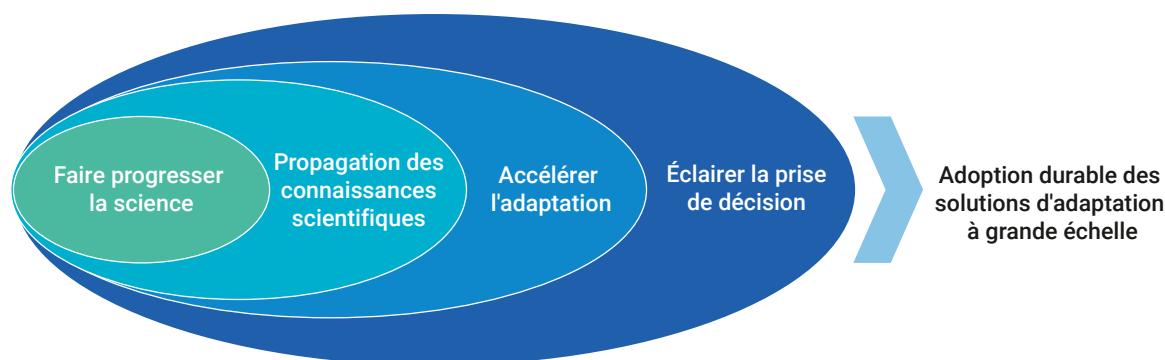 Faire progresser
la science
Propagation des
connaissances
scientifiques
Accélérer
l'adaptation
Éclairer la prise
de décision
Adoption durable des
solutions d'adaptation
à grande échelle